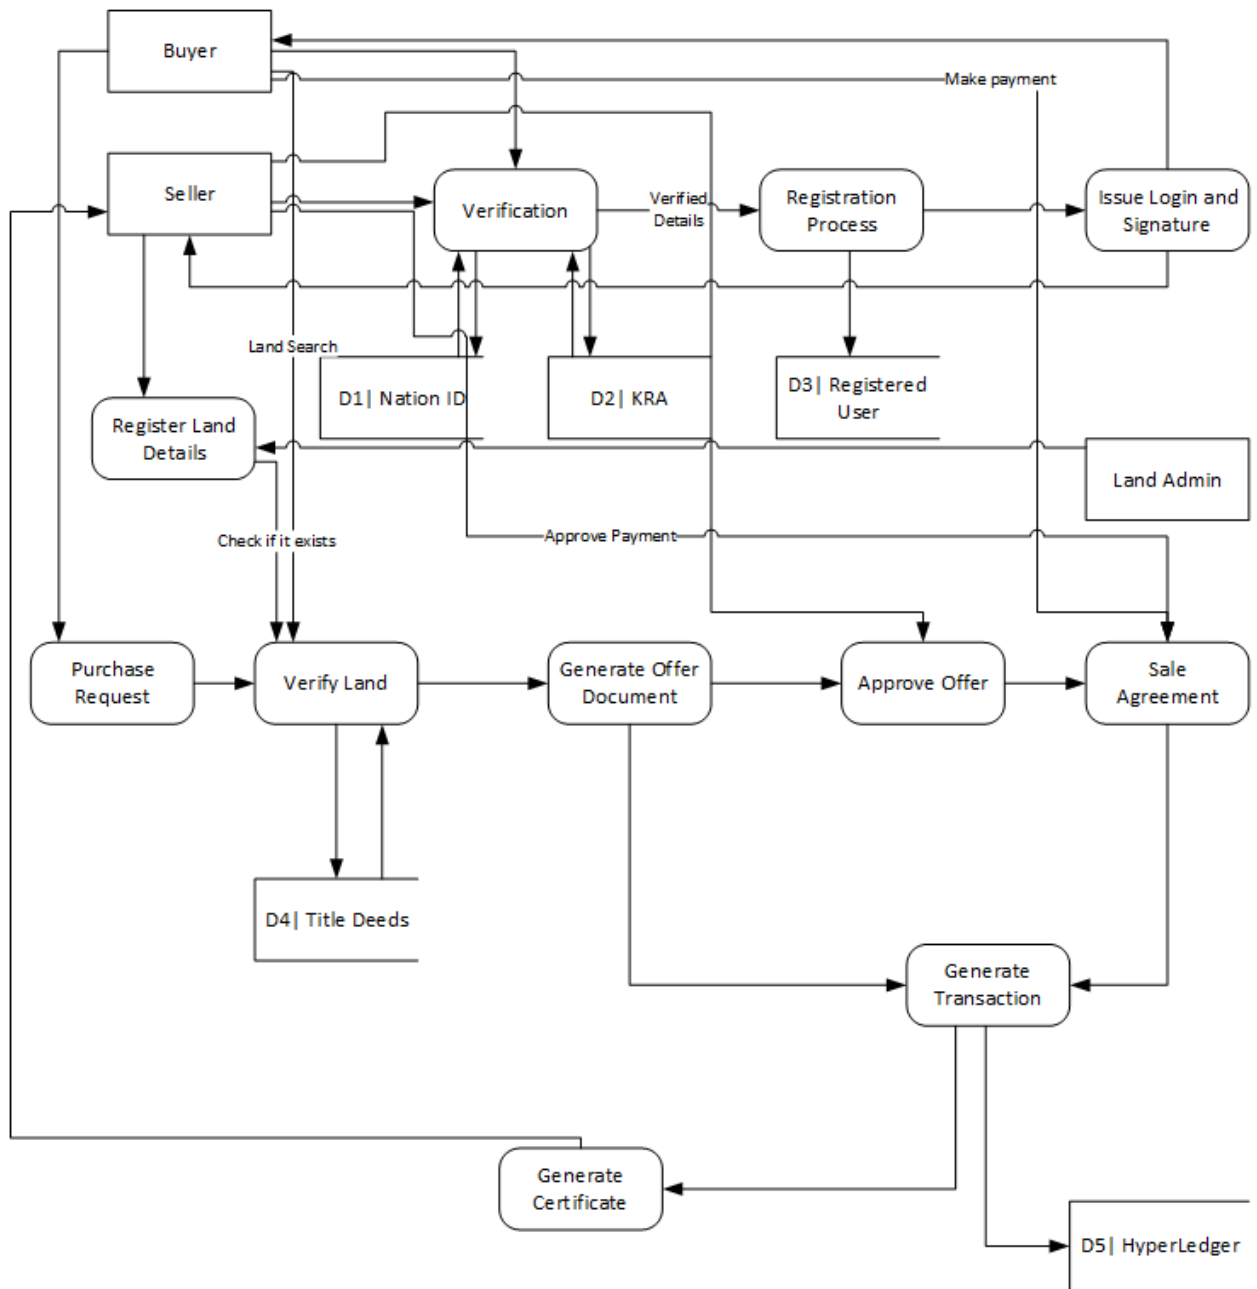 Buyer
Make payment
Seller
Verification
Verified
Details
Registration
Process
Issue Login and
Signature
Land Search
D1| Nation ID
D2| KRA
D3| Registered
User
Register Land
Details
Land Admin
Check if it exists
Approve Payment
Purchase
Request
Verify Land
Generate Offer
Document
Approve Offer
Sale
Agreement
D4| Title Deeds
Generate
Transaction
Generate
Certificate
D5| HyperLedger